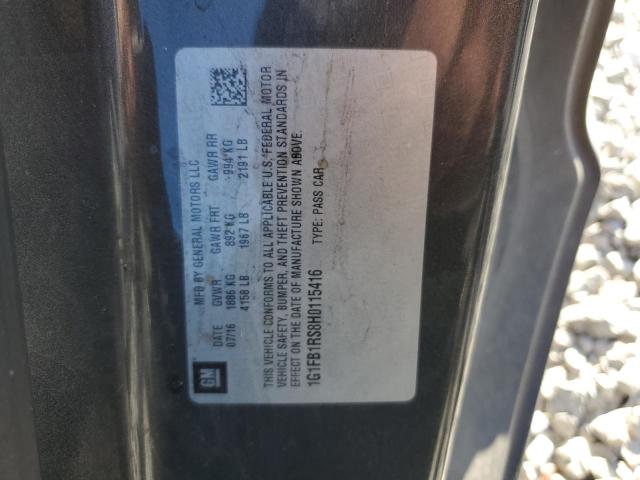 MFD BY GENERAL MOTORS LLC
DATE GVWR GAWR FRT GAWR RR
07/16 1886 KG 892 KG 994 KG
4158 LB 1967 LB 2191 LB
THIS VEHICLE CONFORMS TO ALL APPLICABLE U.S. FEDERAL MOTOR
VEHICLE SAFETY, BUMPER, AND THEFT PREVENTION STANDARDS IN
EFFECT ON THE DATE OF MANUFACTURE SHOWN ABOVE.
1G1FB1RS8H0115416 TYPE: PASS CAR
GM